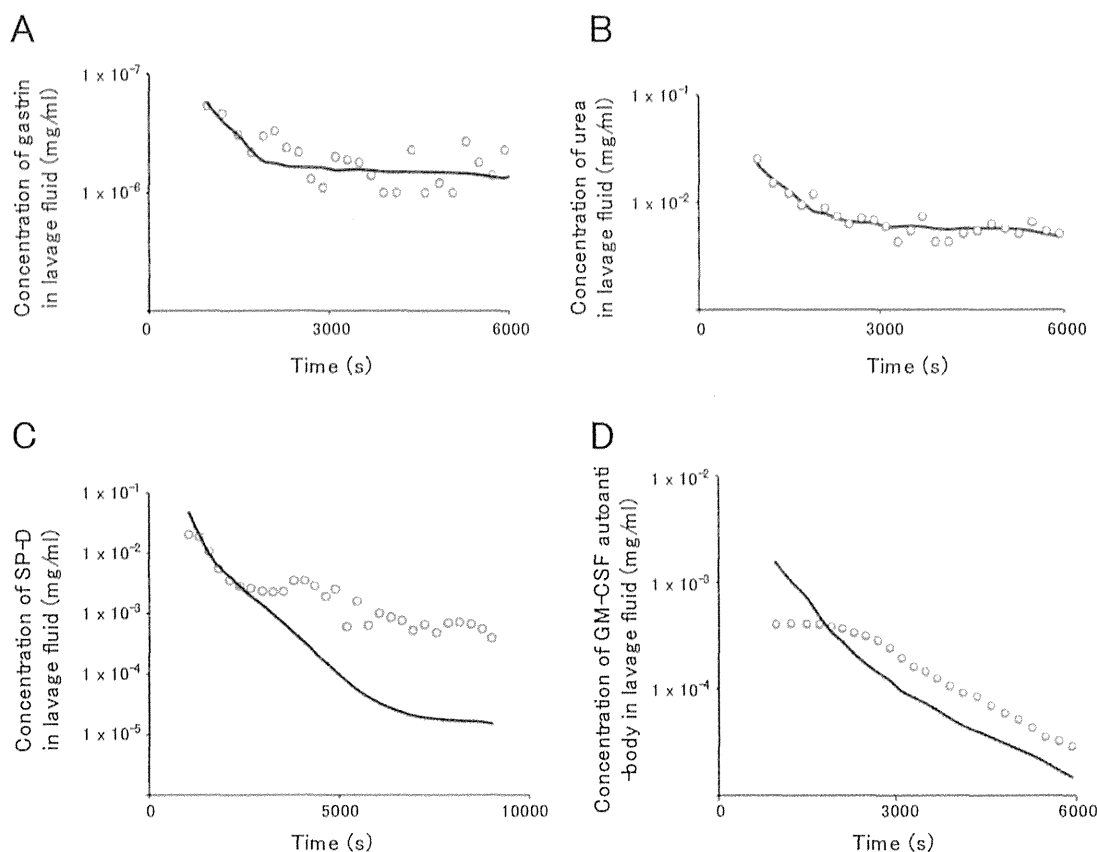 A
Concentration of gastrin
in lavage fluid (mg/ml)
1 x 10⁻⁷
1 x 10⁻⁶
0
3000
6000
Time (s)
B
Concentration of urea
in lavage fluid (mg/ml)
1 x 10⁻¹
1 x 10⁻²
0
3000
6000
Time (s)
C
Concentration of SP-D
in lavage fluid (mg/ml)
1 x 10⁻¹
1 x 10⁻²
1 x 10⁻³
1 x 10⁻⁴
1 x 10⁻⁵
0
5000
10000
Time (s)
D
Concentration of GM-CSF autoanti
-body in lavage fluid (mg/ml)
1 x 10⁻²
1 x 10⁻³
1 x 10⁻⁴
0
3000
6000
Time (s)